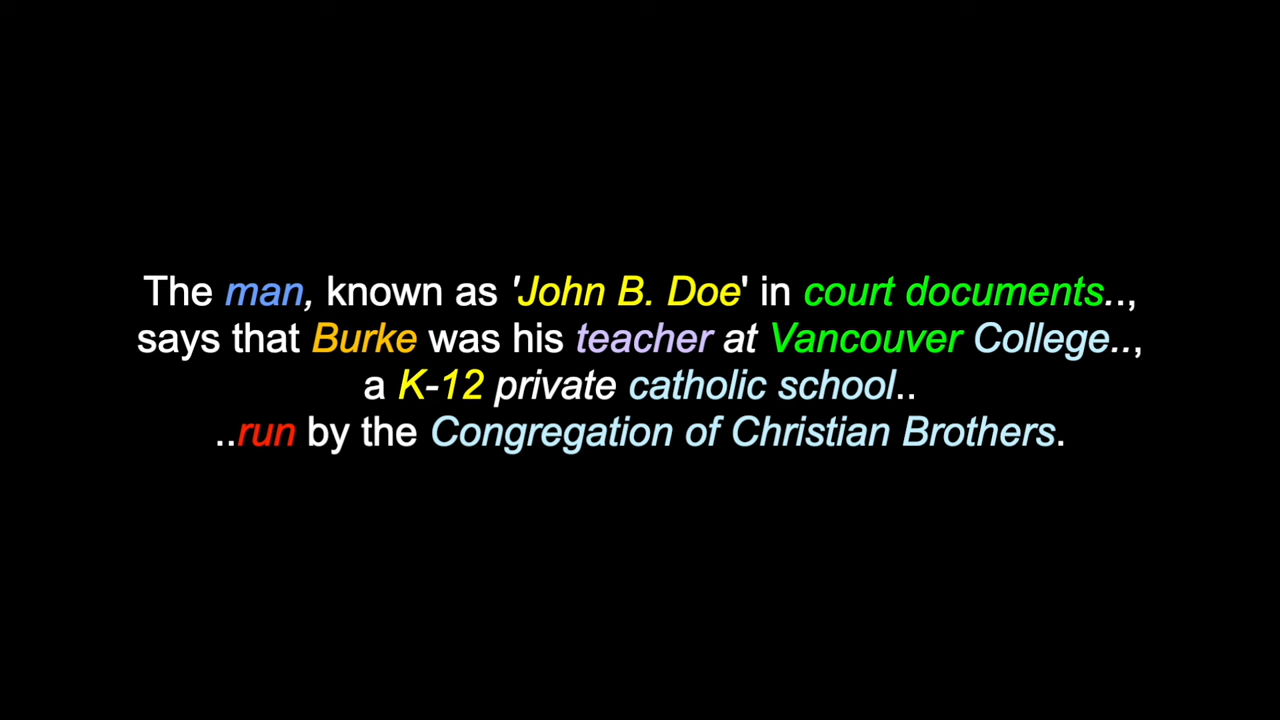 The man, known as 'John B. Doe' in court documents..,
says that Burke was his teacher at Vancouver College..,
a K-12 private catholic school..
..run by the Congregation of Christian Brothers.